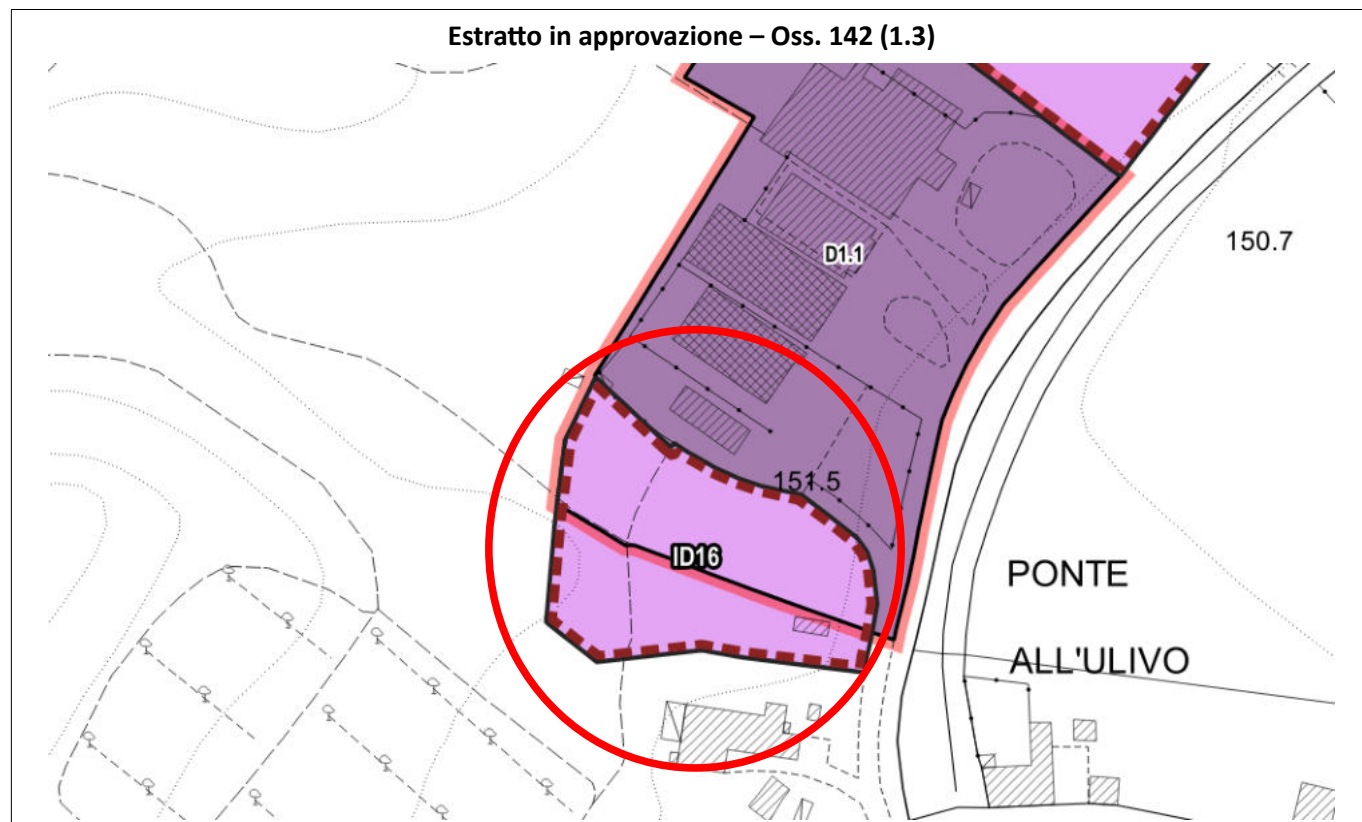 Estratto in approvazione – Oss. 142 (1.3)
150.7
D1.1
151.5
ID16
PONTE
ALL'ULIVO